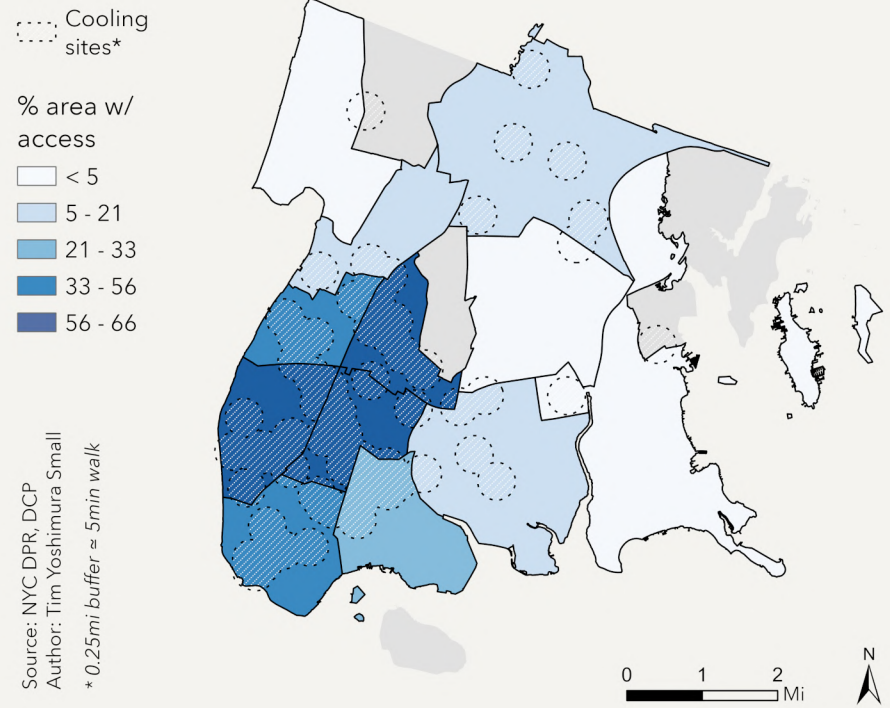 Cooling
sites*
% area w/
access
< 5
5 - 21
21 - 33
33 - 56
56 - 66
Source: NYC DPR, DCP
Author: Tim Yoshimura Small
* 0.25mi buffer ≈ 5min walk
0 1 2
Mi
N